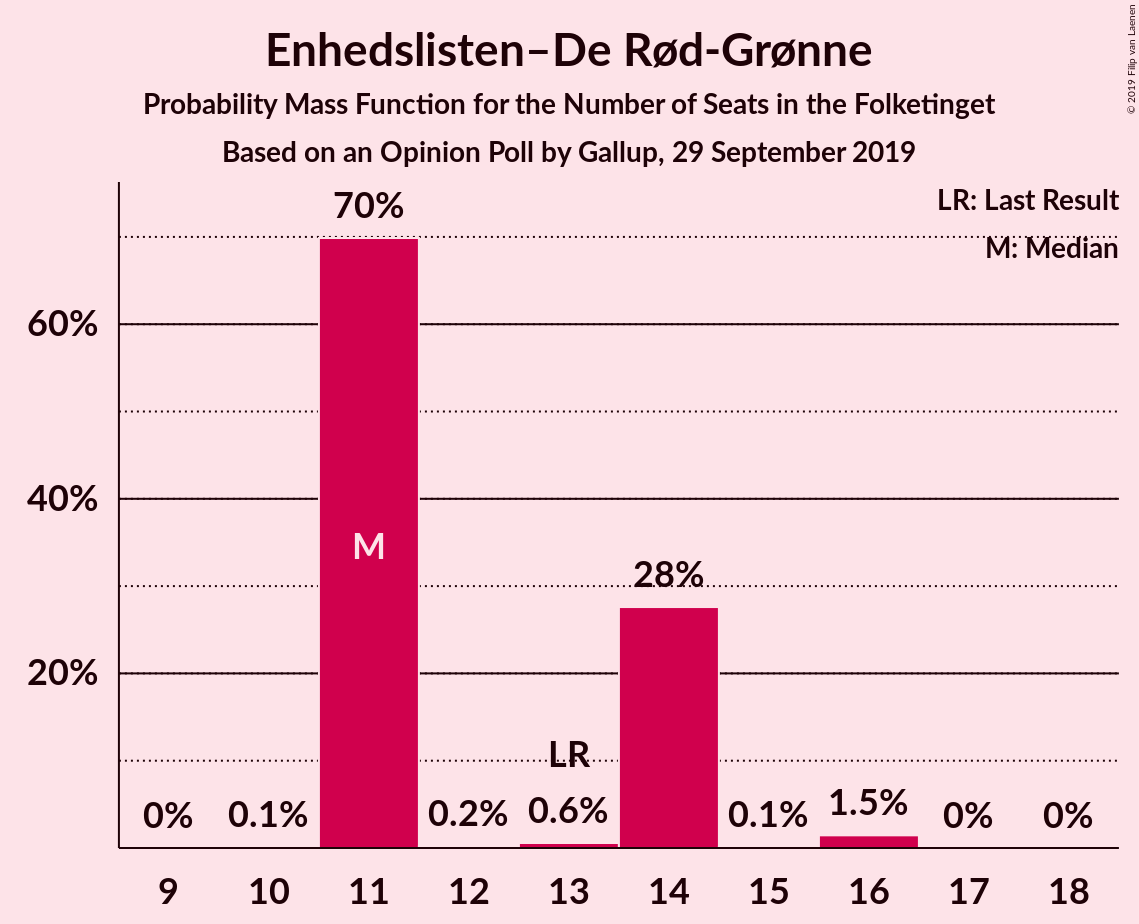 Enhedslisten–De Rød-Grønne
Probability Mass Function for the Number of Seats in the Folketinget
Based on an Opinion Poll by Gallup, 29 September 2019
© 2019 Filip van Laenen
LR: Last Result
M: Median
70%
60%
40%
20%
M
28%
LR
0%
0.1%
0.2%
0.6%
0.1%
1.5%
0%
0%
9 10 11 12 13 14 15 16 17 18